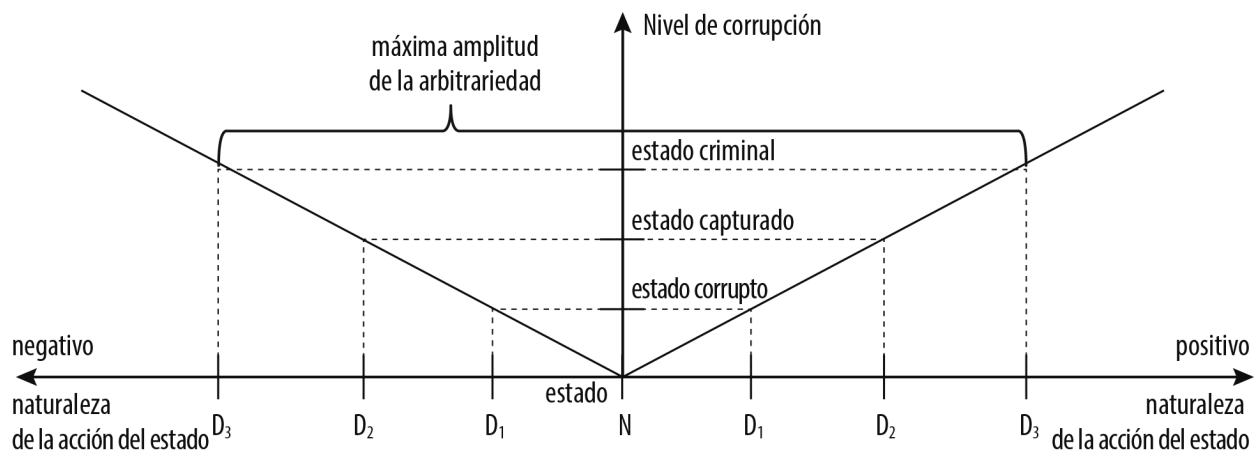 Nivel de corrupción
máxima amplitud
de la arbitrariedad
estado criminal
estado capturado
estado corrupto
negativo
positivo
estado
naturaleza
de la acción del estado
naturaleza
de la acción del estado
D₃ D₂ D₁ N D₁ D₂ D₃